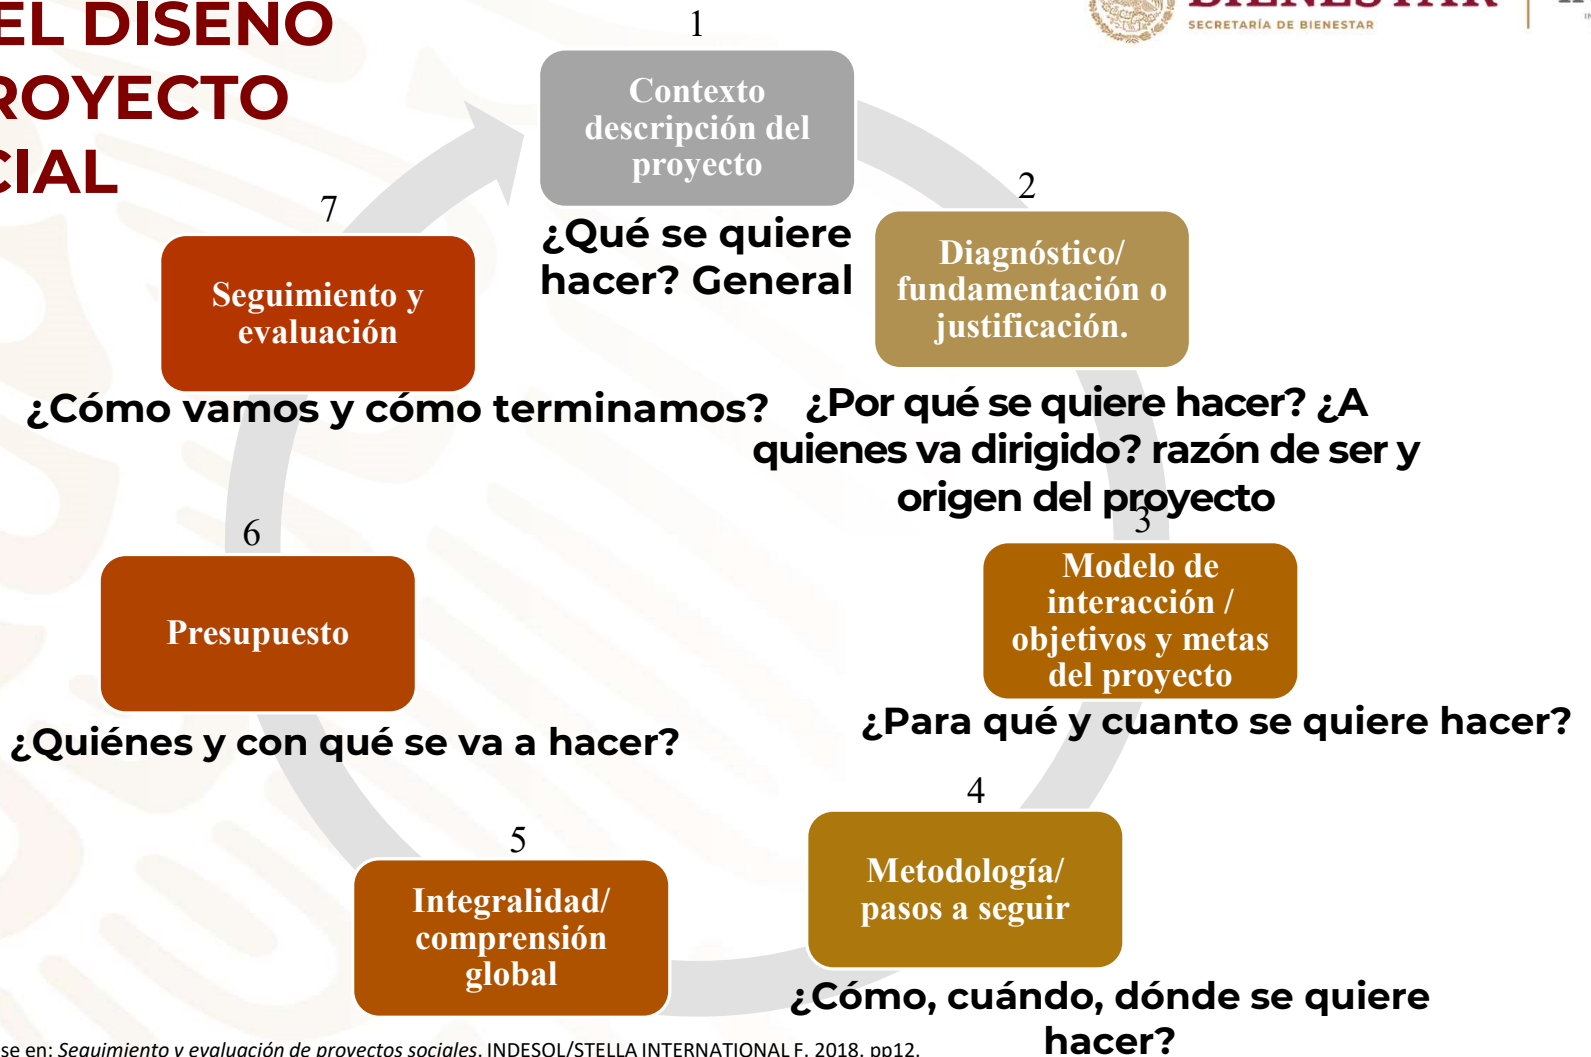 EL DISEÑO
ROYECTO
CIAL
BIENESTAR
SECRETARÍA DE BIENESTAR
1
Contexto
descripción del
proyecto
¿Qué se quiere
hacer? General
2
Diagnóstico/
fundamentación o
justificación.
¿Por qué se quiere hacer? ¿A
quienes va dirigido? razón de ser y
origen del proyecto
3
Modelo de
interacción /
objetivos y metas
del proyecto
¿Para qué y cuanto se quiere hacer?
4
Metodología/
pasos a seguir
¿Cómo, cuándo, dónde se quiere
hacer?
5
Integralidad/
comprensión
global
6
Presupuesto
¿Quiénes y con qué se va a hacer?
7
Seguimiento y
evaluación
¿Cómo vamos y cómo terminamos?
se en: Seguimiento y evaluación de proyectos sociales. INDESOL/STELLA INTERNATIONAL F. 2018. pp12.